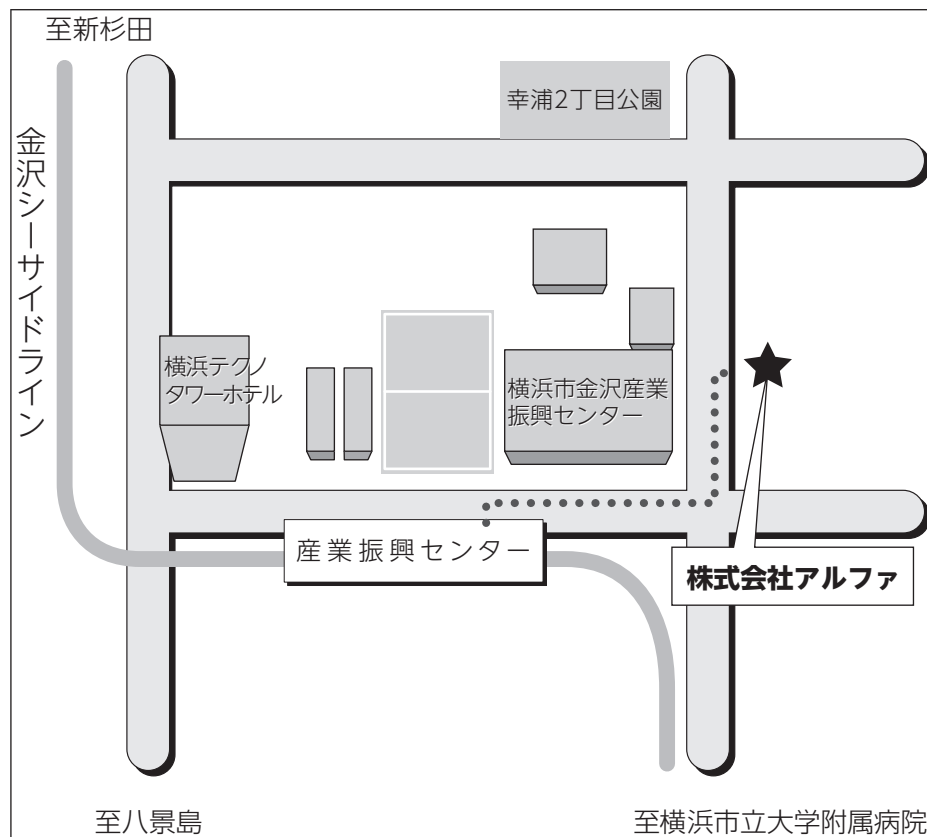 至新杉田
幸浦2丁目公園
金沢シーサイドライン
横浜テクノ
タワーホテル
横浜市金沢産業
振興センター
産業振興センター
株式会社アルファ
至八景島
至横浜市立大学附属病院